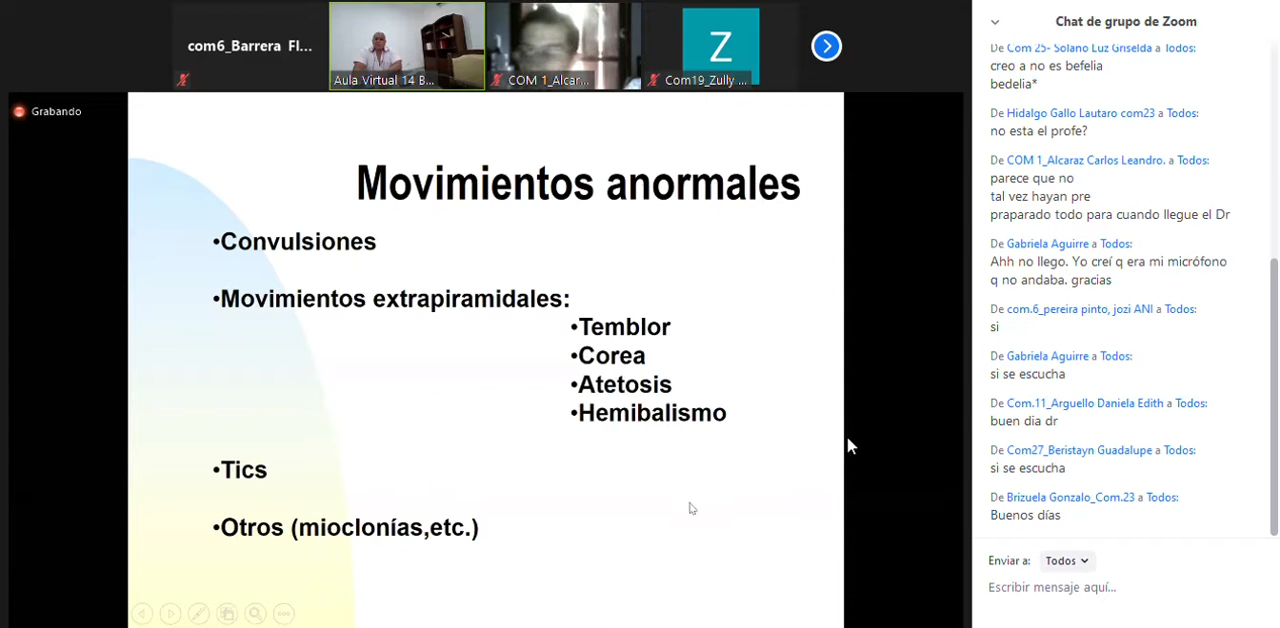 com6_Barrera Fl...
Aula Virtual 14 B...
COM 1_Alcar...
Z
Com19_Zully ...
Grabando
Movimientos anormales
•Convulsiones
•Movimientos extrapiramidales:
•Temblor
•Corea
•Atetosis
•Hemibalismo
•Tics
•Otros (mioclonías,etc.)
Chat de grupo de Zoom
De Com 25- Solano Luz Griselda a Todos:
creo a no es befelia
bedelia*
De Hidalgo Gallo Lautaro com23 a Todos:
no esta el profe?
De COM 1_Alcaraz Carlos Leandro. a Todos:
parece que no
tal vez hayan pre
praparado todo para cuando llegue el Dr
De Gabriela Aguirre a Todos:
Ahh no llego. Yo creí q era mi micrófono
q no andaba. gracias
De com.6_pereira pinto, jozi ANI a Todos:
si
De Gabriela Aguirre a Todos:
si se escucha
De Com.11_Arguello Daniela Edith a Todos:
buen dia dr
De Com27_Beristayn Guadalupe a Todos:
si se escucha
De Brizuela Gonzalo_Com.23 a Todos:
Buenos días
Enviar a: Todos
Escribir mensaje aquí...